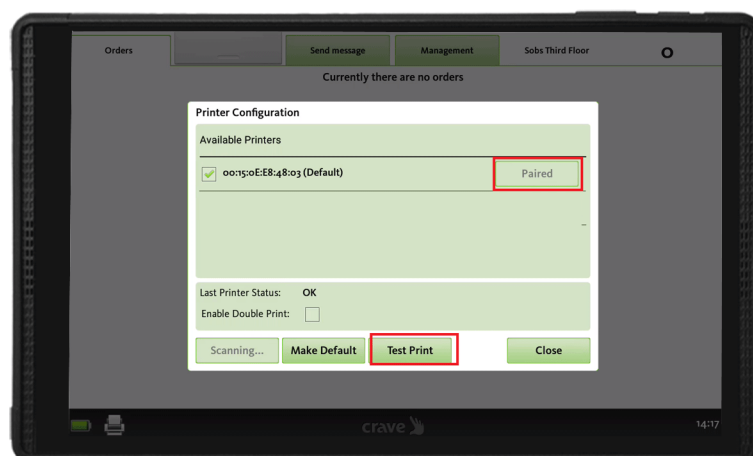 Orders
Send message
Management
Sobs Third Floor
O
Currently there are no orders
Printer Configuration
Available Printers
00:15:0E:E8:48:03 (Default)
Paired
Last Printer Status: OK
Enable Double Print:
Scanning...
Make Default
Test Print
Close
crave
14:17